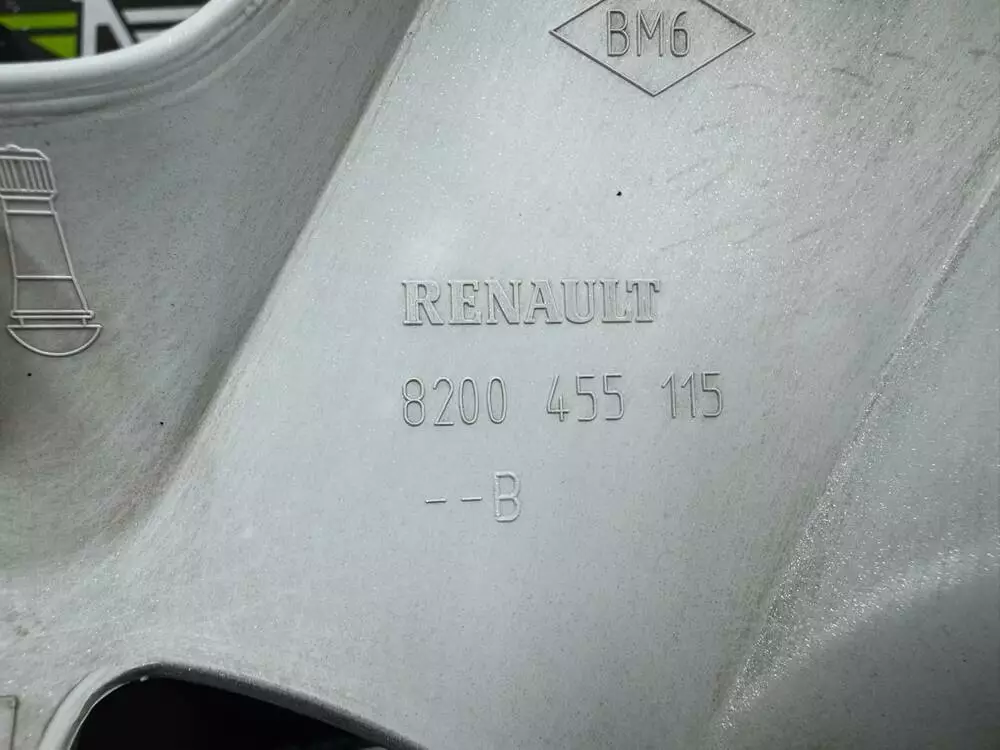 BM6
RENAULT
8200 455 115
--B